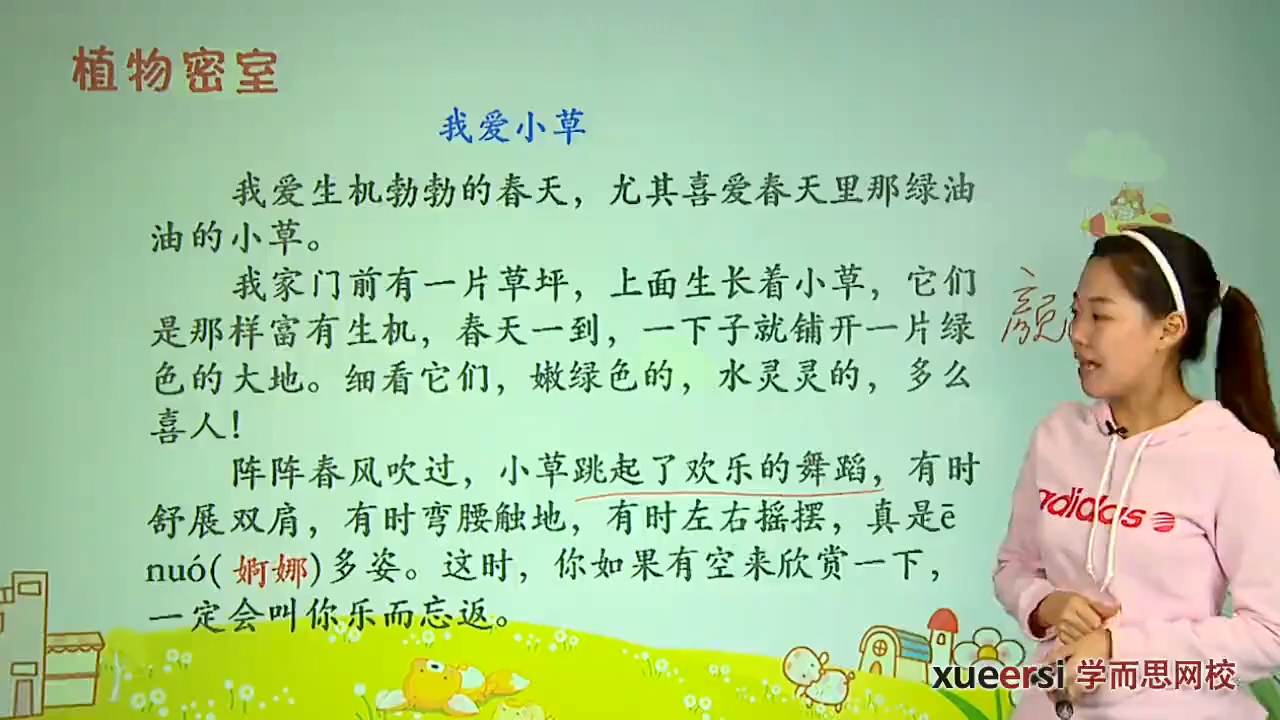 植物密室
我爱小草
我爱生机勃勃的春天，尤其喜爱春天里那绿油
油的小草。
我家门前有一片草坪，上面生长着小草，它们
是那样富有生机，春天一到，一下子就铺开一片绿
色的大地。细看它们，嫩绿色的，水灵灵的，多么
喜人！
阵阵春风吹过，小草跳起了欢乐的舞蹈，有时
舒展双肩，有时弯腰触地，有时左右摇摆，真是ē
nuó(婀娜)多姿。这时，你如果有空来欣赏一下，
一定会叫你乐而忘返。
颜
adidas
xueersi 学而思网校